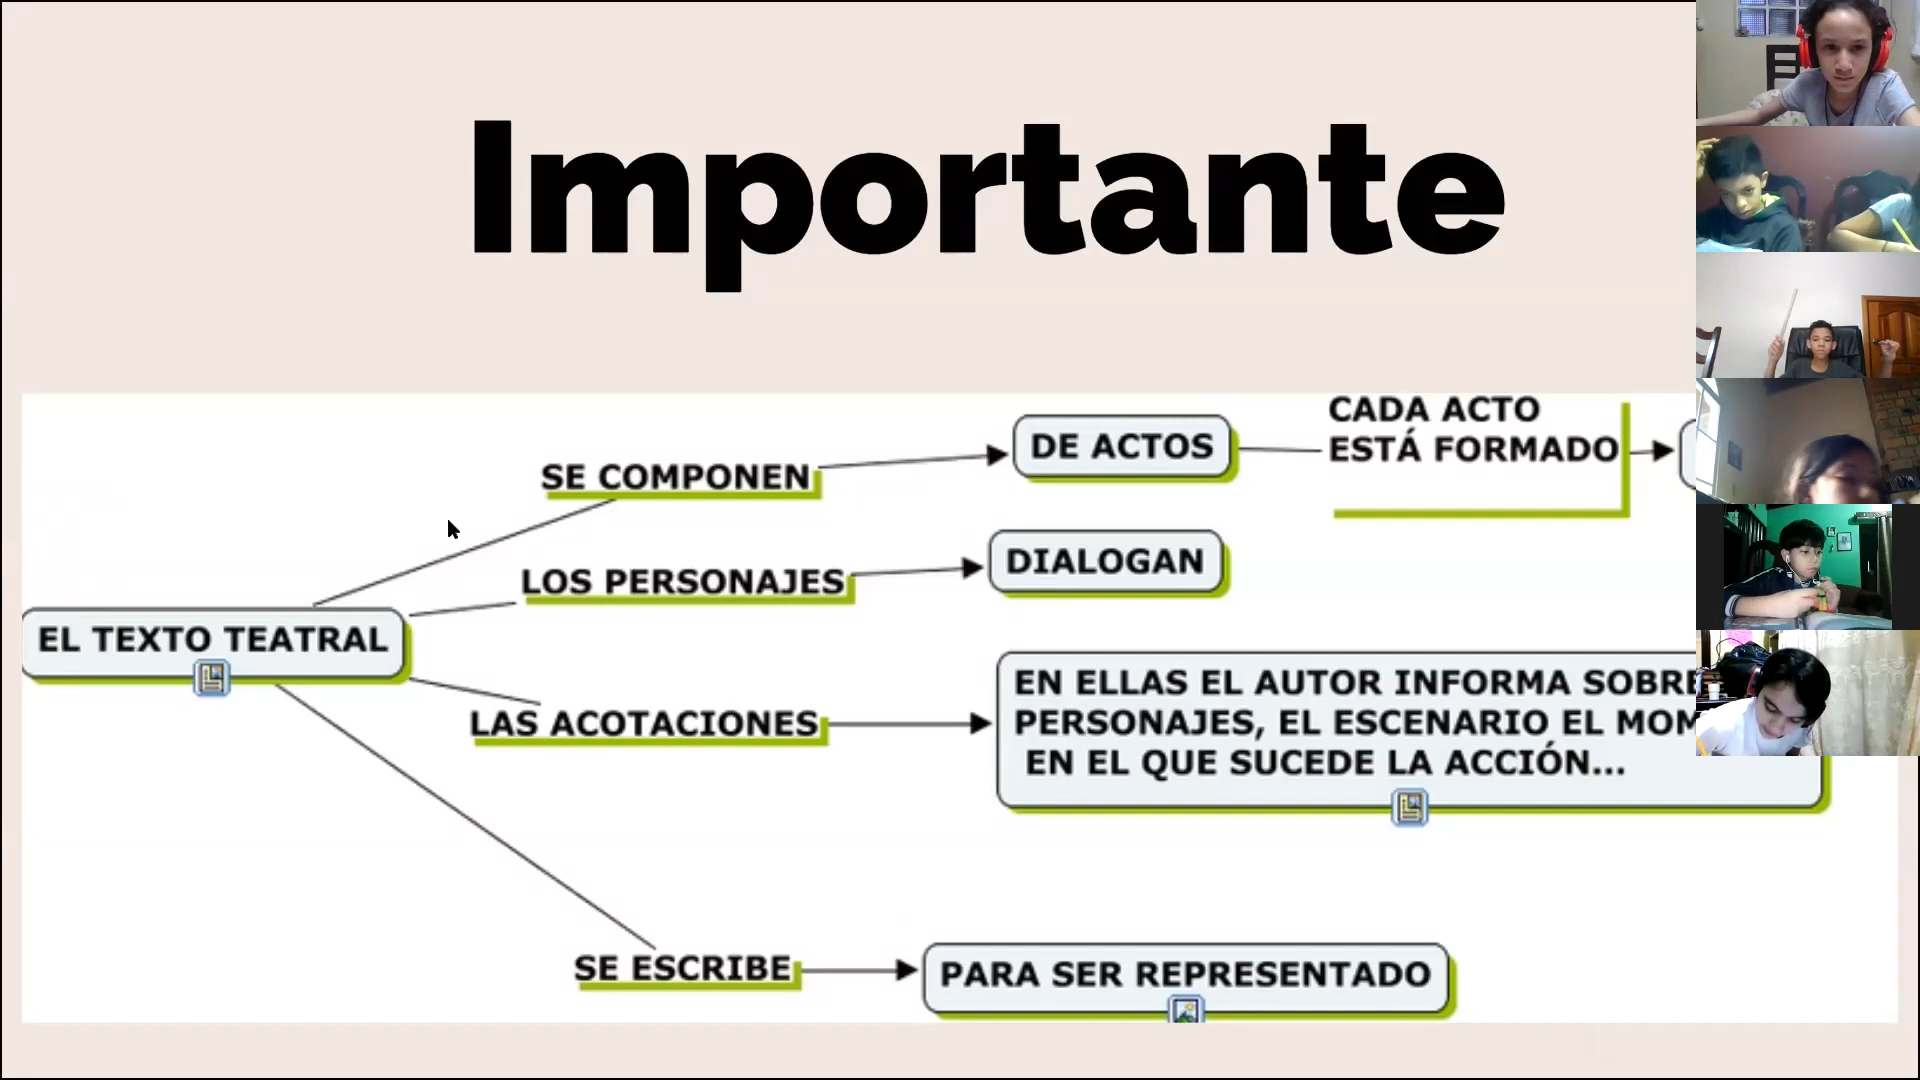 Importante
CADA ACTO
ESTÁ FORMADO
DE ACTOS
SE COMPONEN
DIALOGAN
LOS PERSONAJES
EL TEXTO TEATRAL
LAS ACOTACIONES
EN ELLAS EL AUTOR INFORMA SOBRE
PERSONAJES, EL ESCENARIO EL
EN EL QUE SUCEDE LA ACCIÓN...
SE ESCRIBE
PARA SER REPRESENTADO